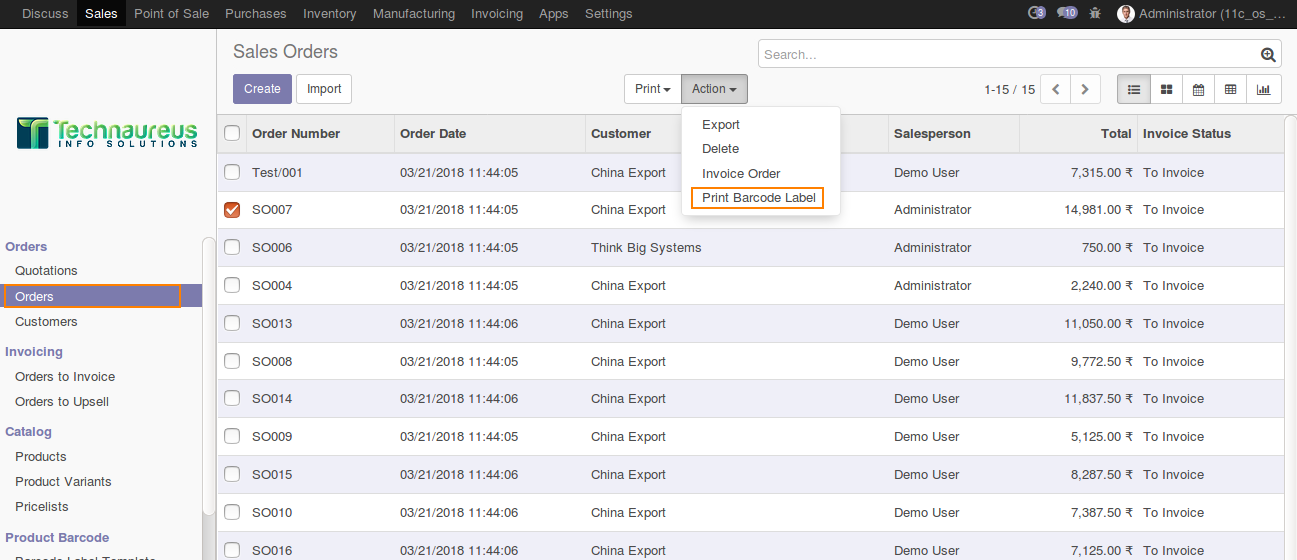 Discuss Sales Point of Sale Purchases Inventory Manufacturing Invoicing Apps Settings 3 10 Administrator (11c_os_...
Sales Orders
Search...
Create Import Print Action 1-15 / 15
Technaureus
INFO SOLUTIONS
Orders
Quotations
Orders
Customers
Invoicing
Orders to Invoice
Orders to Upsell
Catalog
Products
Product Variants
Pricelists
Product Barcode
Barcode Label Template
Export
Delete
Invoice Order
Print Barcode Label
Order Number Order Date Customer Salesperson Total Invoice Status
Test/001 03/21/2018 11:44:05 China Export Demo User 7,315.00 ₹ To Invoice
SO007 03/21/2018 11:44:05 China Export Administrator 14,981.00 ₹ To Invoice
SO006 03/21/2018 11:44:05 Think Big Systems Administrator 750.00 ₹ To Invoice
SO004 03/21/2018 11:44:05 China Export Administrator 2,240.00 ₹ To Invoice
SO013 03/21/2018 11:44:06 China Export Demo User 11,050.00 ₹ To Invoice
SO008 03/21/2018 11:44:06 China Export Demo User 9,772.50 ₹ To Invoice
SO014 03/21/2018 11:44:06 China Export Demo User 11,837.50 ₹ To Invoice
SO009 03/21/2018 11:44:05 China Export Demo User 5,125.00 ₹ To Invoice
SO015 03/21/2018 11:44:06 China Export Demo User 8,287.50 ₹ To Invoice
SO010 03/21/2018 11:44:06 China Export Demo User 7,387.50 ₹ To Invoice
SO016 03/21/2018 11:44:06 China Export Demo User 7,125.00 ₹ To Invoice